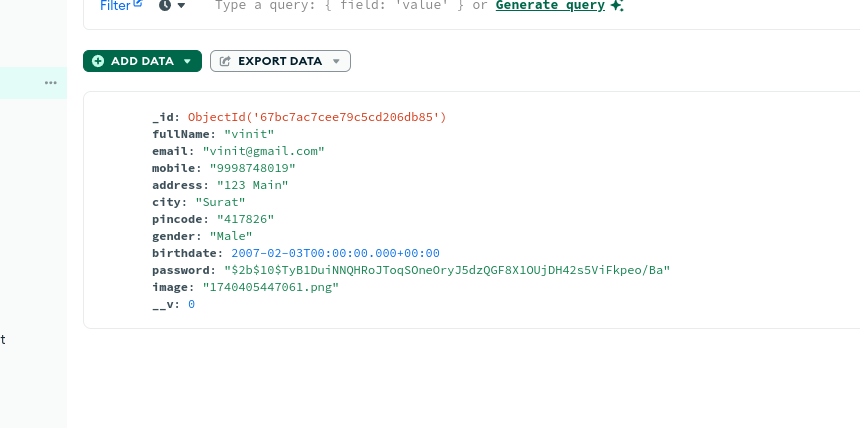 Filter
Type a query: { field: 'value' } or Generate query
ADD DATA
EXPORT DATA
_id: ObjectId('67bc7ac7cee79c5cd206db85')
fullName: "vinit"
email: "vinit@gmail.com"
mobile: "9998748019"
address: "123 Main"
city: "Surat"
pincode: "417826"
gender: "Male"
birthdate: 2007-02-03T00:00:00.000+00:00
password: "$2b$10$TyB1DuiNNQHRoJToqSOneOryJ5dzQGF8X1OUjDH42s5ViFkpeo/Ba"
image: "1740405447061.png"
__v: 0
t